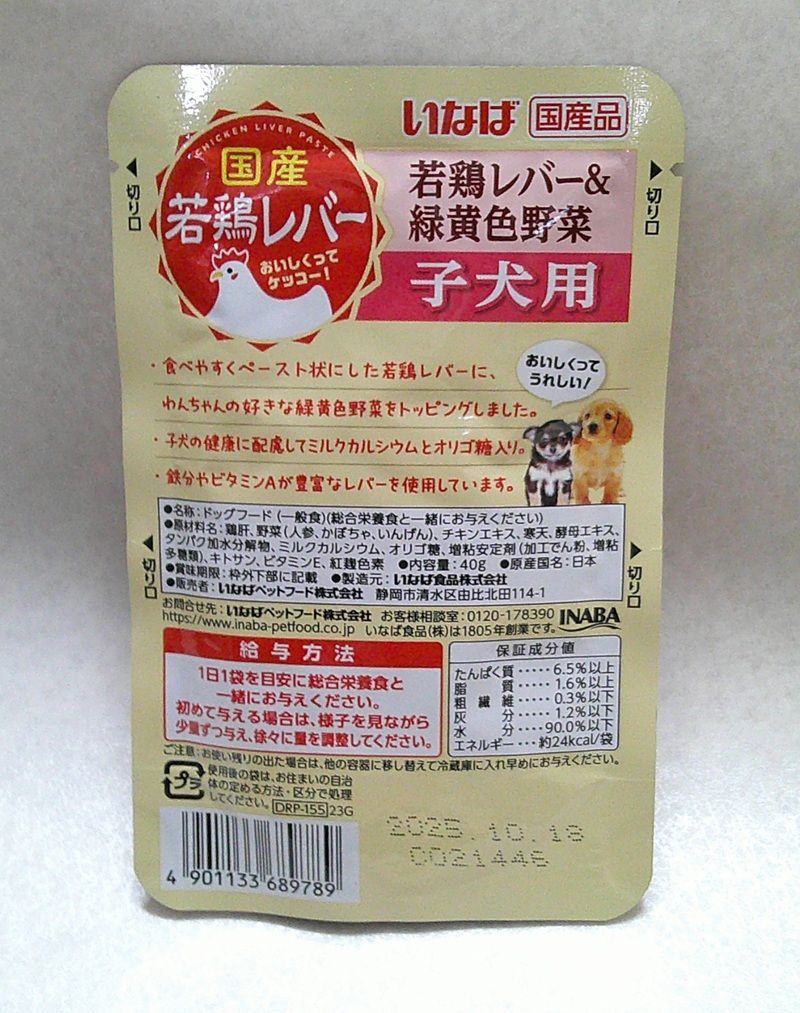 いなば 国産品
CHICKEN LIVER PASTE
国産
若鶏レバー
おいしくって
ケッコー!
若鶏レバー&
緑黄色野菜
子犬用
切り口
切り口
・食べやすくペースト状にした若鶏レバーに、
わんちゃんの好きな緑黄色野菜をトッピングしました。
・子犬の健康に配慮してミルクカルシウムとオリゴ糖入り。
・鉄分やビタミンAが豊富なレバーを使用しています。
おいしくって
うれしい!
●名称:ドッグフード (一般食)(総合栄養食と一緒にお与えください)
●原材料名:鶏肝、野菜(人参、かぼちゃ、いんげん)、チキンエキス、寒天、酵母エキス、
タンパク加水分解物、ミルクカルシウム、オリゴ糖、増粘安定剤(加工でん粉、増粘
多糖類)、キトサン、ビタミンE、紅麹色素 ●内容量:40g ●原産国名:日本
●賞味期限:枠外下部に記載 ●製造元:いなば食品株式会社
●販売者:いなばペットフード株式会社 静岡市清水区由比北田114-1
切り口
切り口
お問合せ先:いなばペットフード株式会社 お客様相談室:0120-178390 INABA
https://www.inaba-petfood.co.jp いなば食品(株)は1805年創業です。
給与方法
1日1袋を目安に総合栄養食と
一緒にお与えください。
初めて与える場合は、様子を見ながら
少量ずつ与え、徐々に量を調整してください。
保証成分値
たんぱく質・・・・・6.5%以上
脂質・・・・・1.6%以上
粗繊維・・・・・0.3%以下
灰分・・・・・1.2%以下
水分・・・・・90.0%以下
エネルギー・・・約24kcal/袋
ご注意:お使い残りの出た場合は、他の容器に移し替えて冷蔵庫に入れ早めにお与えください。
プラ
使用後の袋は、お住まいの自治
体の定める方法・区分で処理
してください。 DRP-155 23G
4 901133 689789
2025.10.18
0021446